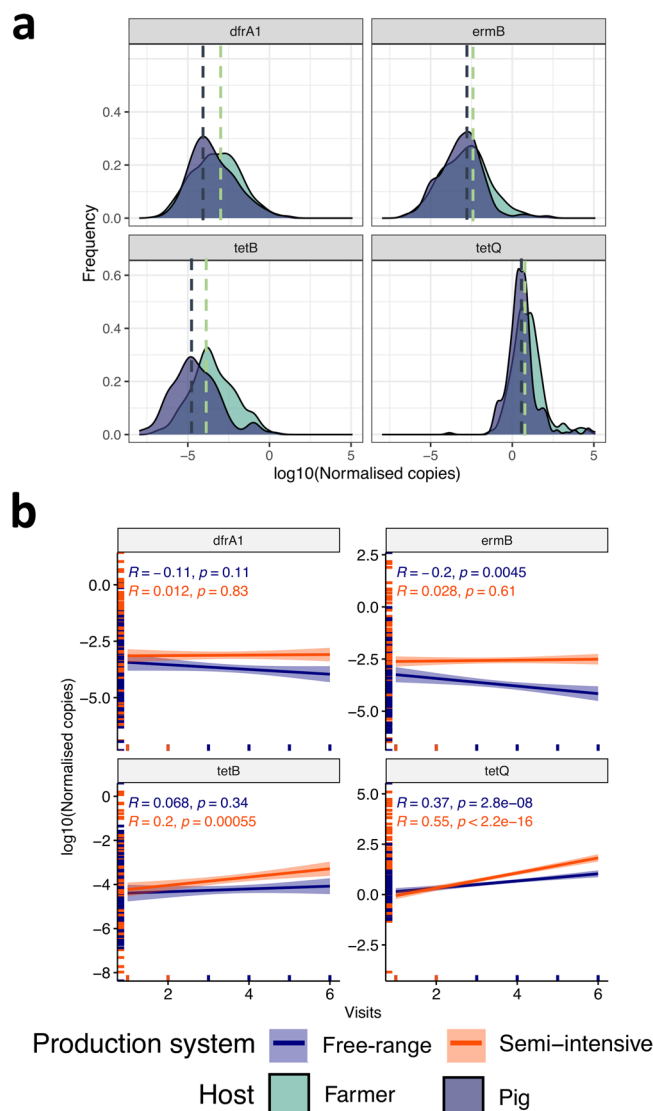 a
dfrA1 ermB
0.4
0.2
0.0
tetB tetQ
0.6
0.4
0.2
0.0
Frequency
−5 0 5 −5 0 5
log10(Normalised copies)
b
dfrA1 ermB
R = − 0.11, p = 0.11
R = 0.012, p = 0.83
0.0
−2.5
−5.0
R = − 0.2, p = 0.0045
R = 0.028, p = 0.61
2.5
0.0
−2.5
−5.0
tetB tetQ
R = 0.068, p = 0.34
R = 0.2, p = 0.00055
0
−2
−4
−6
−8
R = 0.37, p = 2.8e−08
R = 0.55, p < 2.2e−16
5.0
2.5
0.0
−2.5
log10(Normalised copies)
2 4 6 2 4 6
Visits
Production system Free−range Semi−intensive
Host Farmer Pig